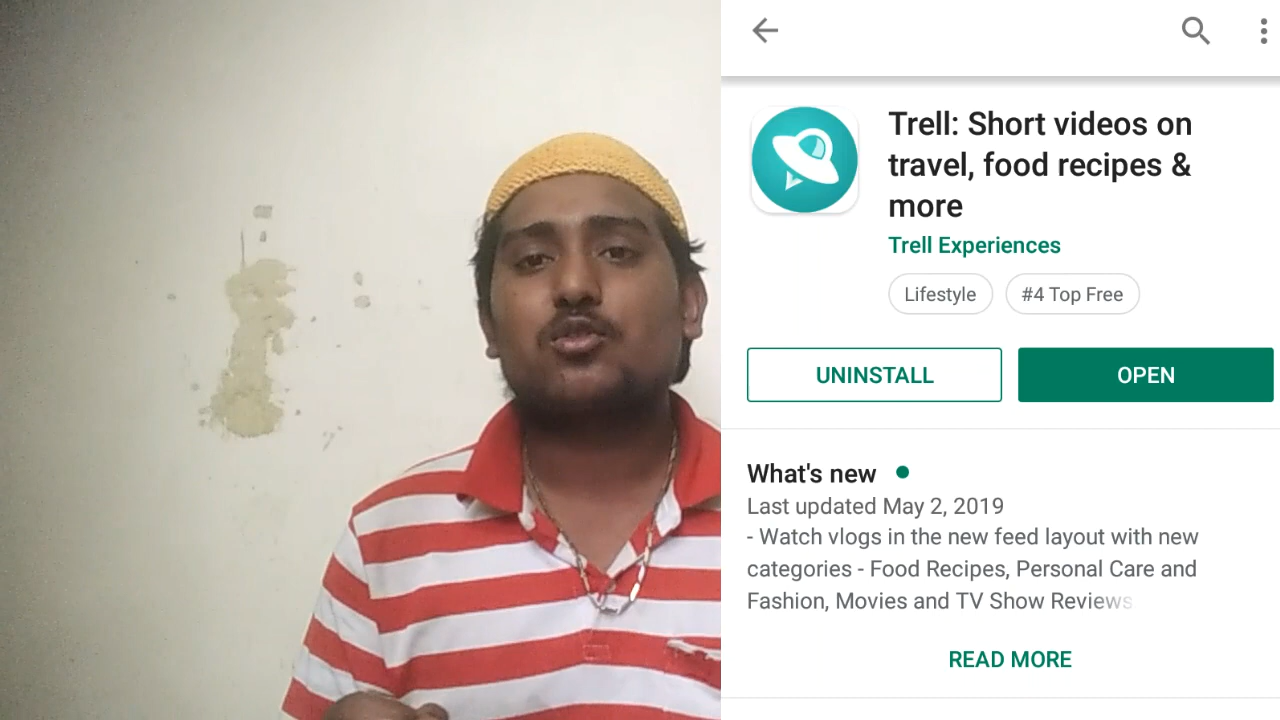 Trell: Short videos on
travel, food recipes &
more
Trell Experiences
Lifestyle
#4 Top Free
UNINSTALL
OPEN
What's new
Last updated May 2, 2019
- Watch vlogs in the new feed layout with new
categories - Food Recipes, Personal Care and
Fashion, Movies and TV Show Reviews
READ MORE